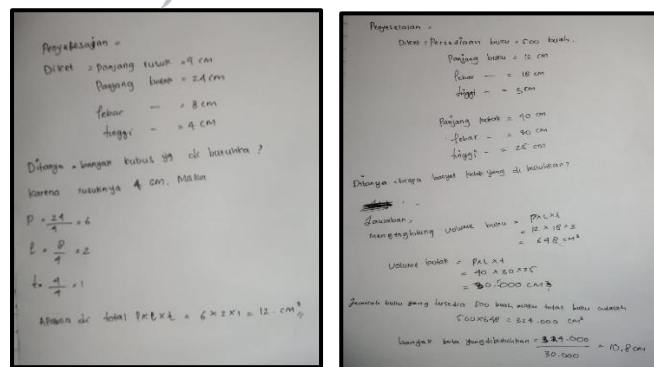 Penyelesaian =
Diket = Panjang rusuk = 4 cm
Panjang balok = 24 cm
Lebar — = 8 cm
tinggi — = 4 cm
Ditanya = banyak kubus yg di butuhkan ?
Karena rusuknya 4 cm, Maka
P = 24/4 = 6
l = 8/4 = 2
t = 4/4 = 1
di total P x l x t = 6 x 2 x 1 = 12 cm³
Penyelesaian =
Diket = Persediaan buku = 500 buah.
Panjang buku = 12 cm
Lebar — = 18 cm
tinggi — = 3 cm
Panjang kotak = 40 cm
Lebar — = 30 cm
tinggi — = 25 cm
Ditanya = berapa banyak kotak yang di butuhkan ?
Jawaban,
menghitung volume buku = P x L x t
= 12 x 18 x 3
= 648 cm³
Volume kotak = P x L x t
= 40 x 30 x 25
= 30.000 cm3
Jumlah buku yang tersedia 500 buah, maka total buku adalah
500 x 648 = 324.000 cm³
banyak yang dibutuhkan = 324.000/30.000 = 10,8 cm